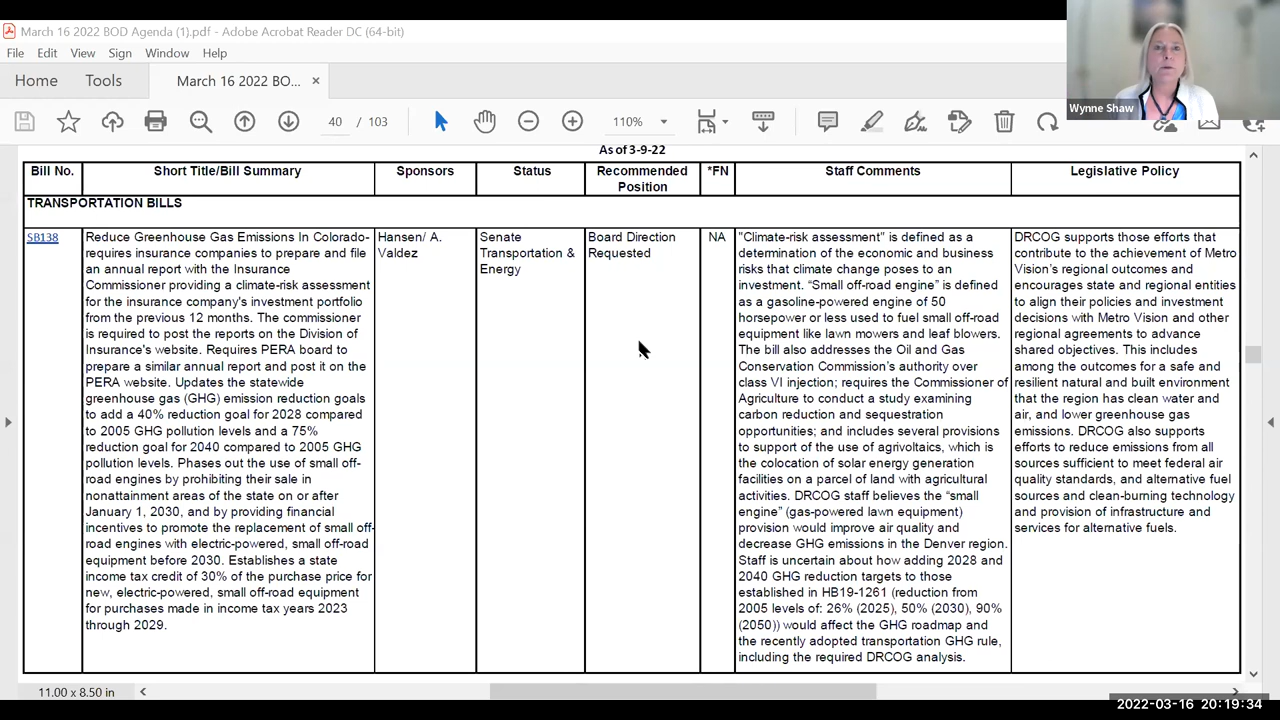 March 16 2022 BOD Agenda (1).pdf - Adobe Acrobat Reader DC (64-bit)
File Edit View Sign Window Help
Home Tools March 16 2022 BO... ×
40 / 103 110%
Wynne Shaw
As of 3-9-22
Bill No. Short Title/Bill Summary Sponsors Status Recommended Position *FN Staff Comments Legislative Policy
TRANSPORTATION BILLS
SB138
Reduce Greenhouse Gas Emissions In Colorado-
requires insurance companies to prepare and file
an annual report with the Insurance
Commissioner providing a climate-risk assessment
for the insurance company's investment portfolio
from the previous 12 months. The commissioner
is required to post the reports on the Division of
Insurance's website. Requires PERA board to
prepare a similar annual report and post it on the
PERA website. Updates the statewide
greenhouse gas (GHG) emission reduction goals
to add a 40% reduction goal for 2028 compared
to 2005 GHG pollution levels and a 75%
reduction goal for 2040 compared to 2005 GHG
pollution levels. Phases out the use of small off-
road engines by prohibiting their sale in
nonattainment areas of the state on or after
January 1, 2030, and by providing financial
incentives to promote the replacement of small off-
road engines with electric-powered, small off-road
equipment before 2030. Establishes a state
income tax credit of 30% of the purchase price for
new, electric-powered, small off-road equipment
for purchases made in income tax years 2023
through 2029.
Hansen/ A.
Valdez
Senate
Transportation &
Energy
Board Direction
Requested
NA
"Climate-risk assessment" is defined as a
determination of the economic and business
risks that climate change poses to an
investment. “Small off-road engine” is defined
as a gasoline-powered engine of 50
horsepower or less used to fuel small off-road
equipment like lawn mowers and leaf blowers.
The bill also addresses the Oil and Gas
Conservation Commission’s authority over
class VI injection; requires the Commissioner of
Agriculture to conduct a study examining
carbon reduction and sequestration
opportunities; and includes several provisions
to support of the use of agrivoltaics, which is
the colocation of solar energy generation
facilities on a parcel of land with agricultural
activities. DRCOG staff believes the “small
engine” (gas-powered lawn equipment)
provision would improve air quality and
decrease GHG emissions in the Denver region.
Staff is uncertain about how adding 2028 and
2040 GHG reduction targets to those
established in HB19-1261 (reduction from
2005 levels of: 26% (2025), 50% (2030), 90%
(2050)) would affect the GHG roadmap and
the recently adopted transportation GHG rule,
including the required DRCOG analysis.
DRCOG supports those efforts that
contribute to the achievement of Metro
Vision’s regional outcomes and
encourages state and regional entities
to align their policies and investment
decisions with Metro Vision and other
regional agreements to advance
shared objectives. This includes
among the outcomes for a safe and
resilient natural and built environment
that the region has clean water and
air, and lower greenhouse gas
emissions. DRCOG also supports
efforts to reduce emissions from all
sources sufficient to meet federal air
quality standards, and alternative fuel
sources and clean-burning technology
and provision of infrastructure and
services for alternative fuels.
11.00 x 8.50 in
2022-03-16 20:19:34